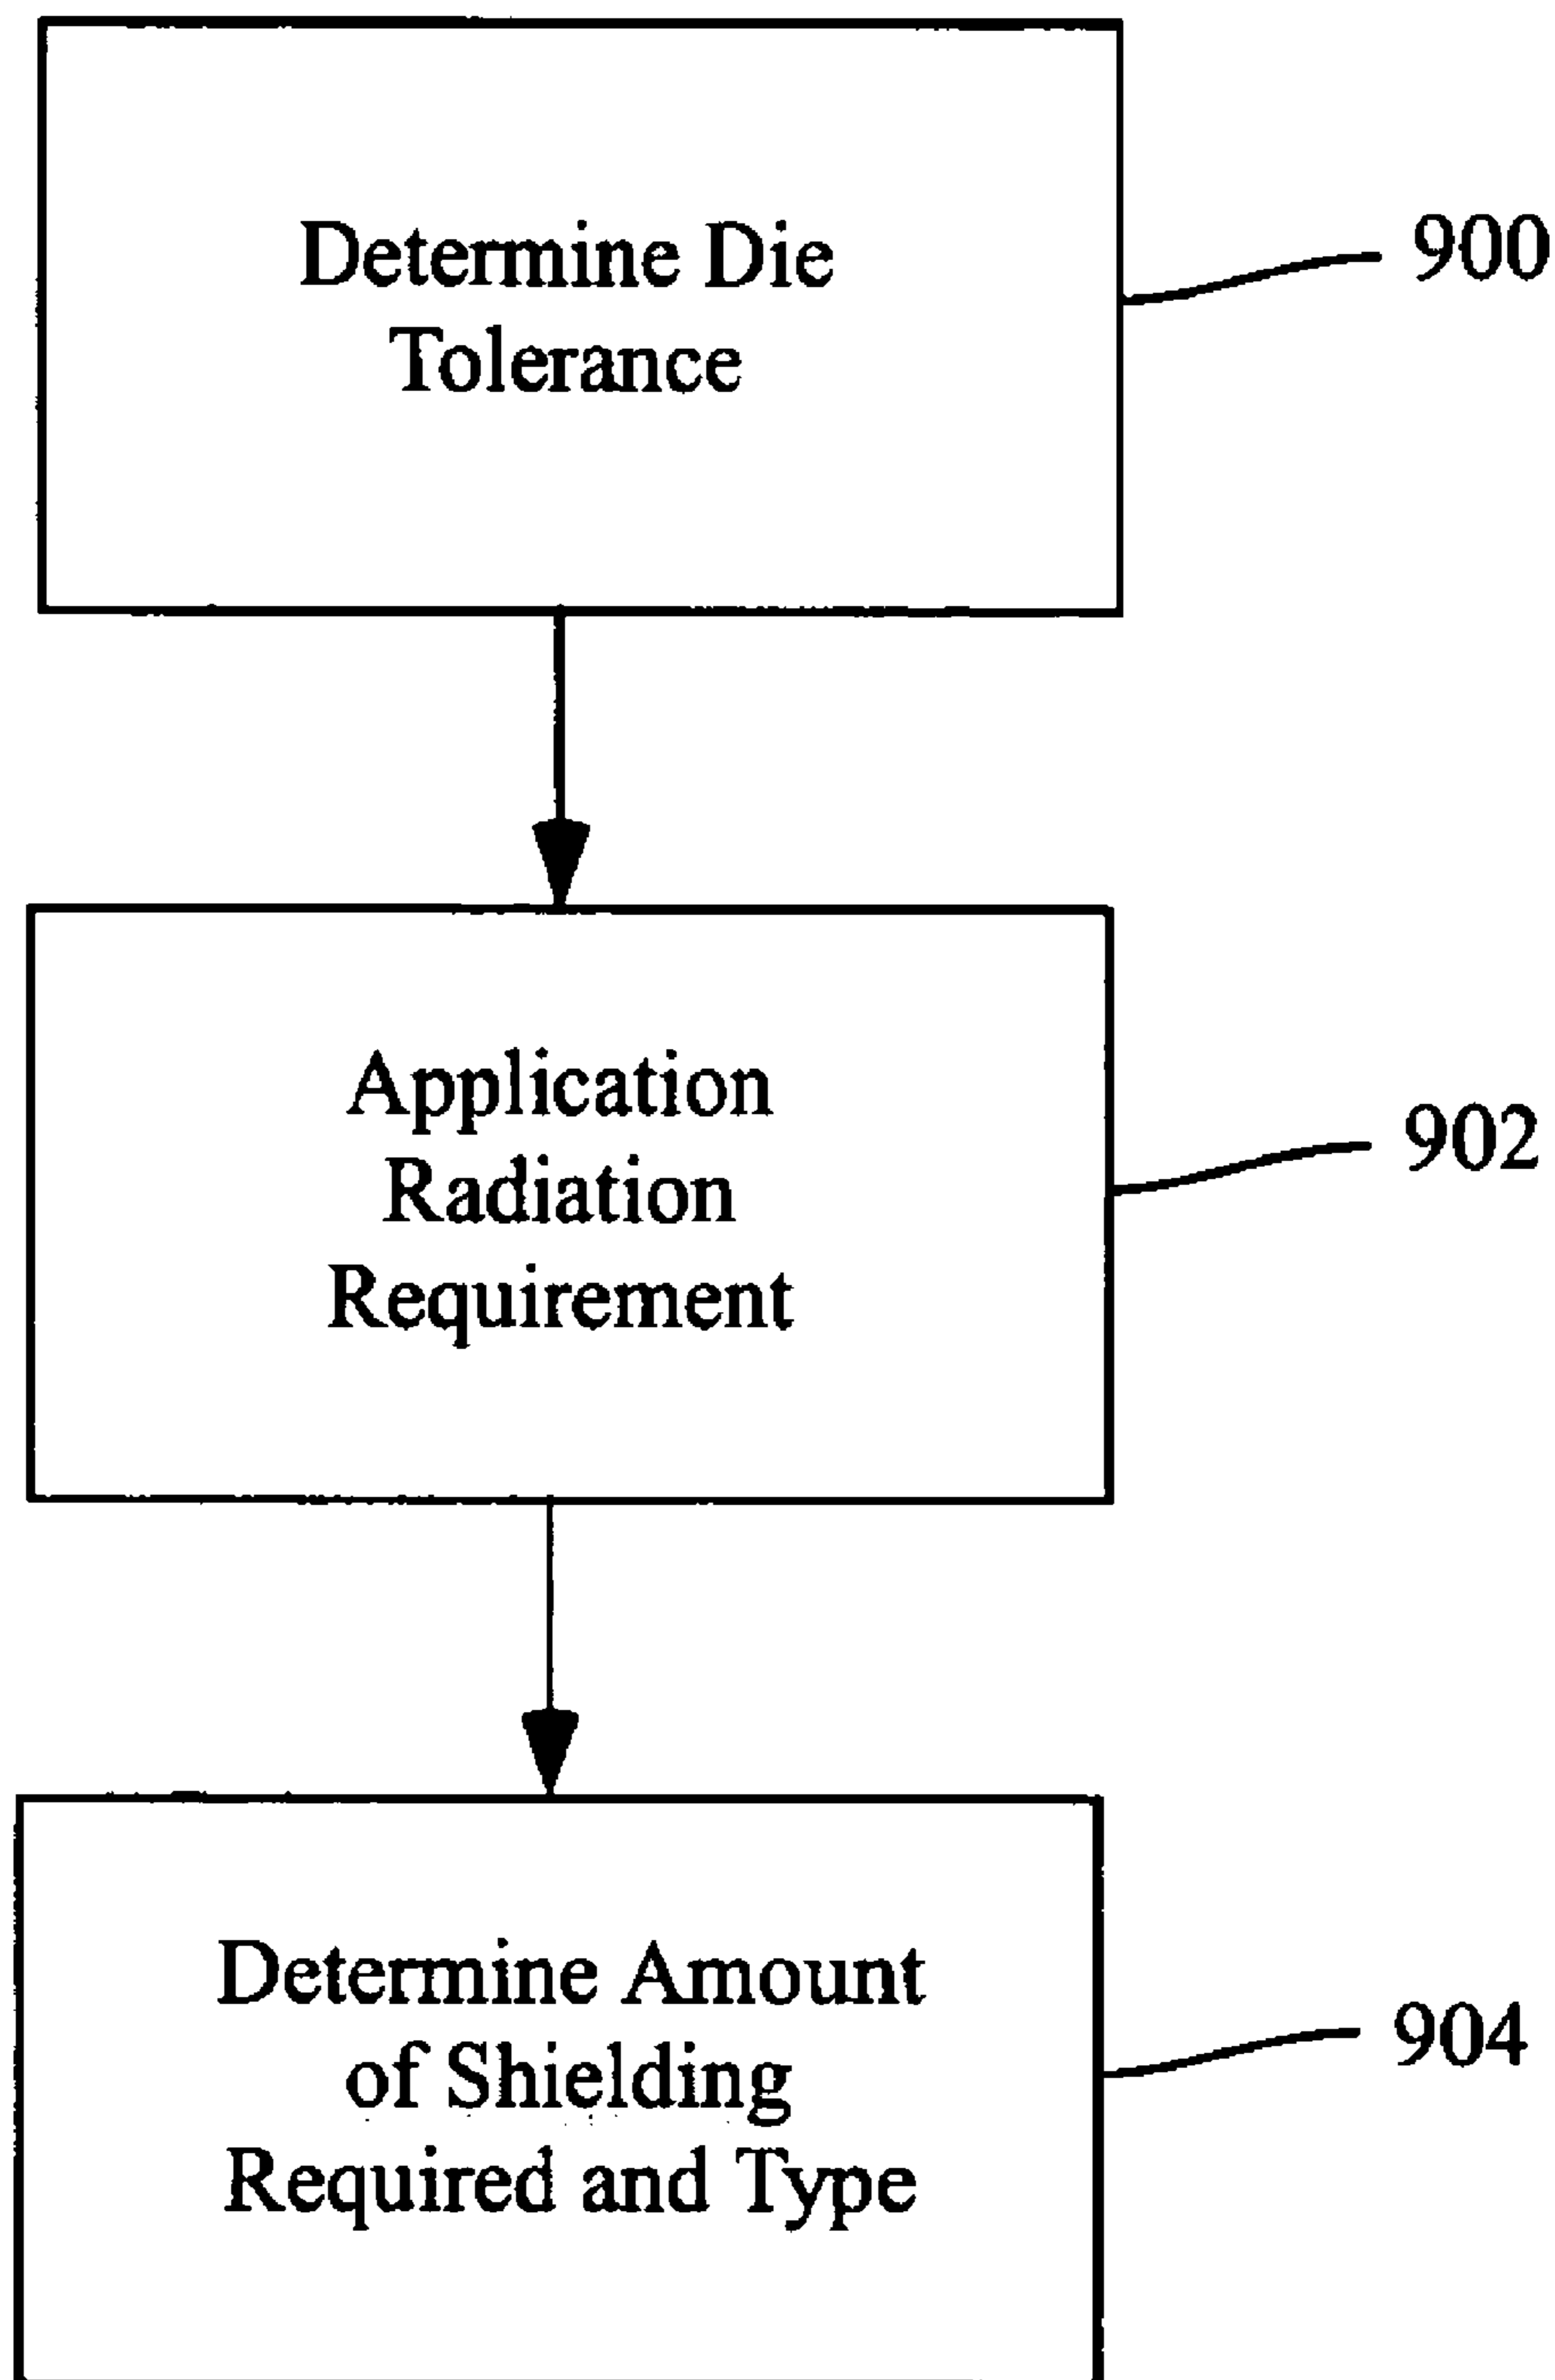 Determine Die
Tolerance
900
Application
Radiation
Requirement
902
Determine Amount
of Shielding
Required and Type
904